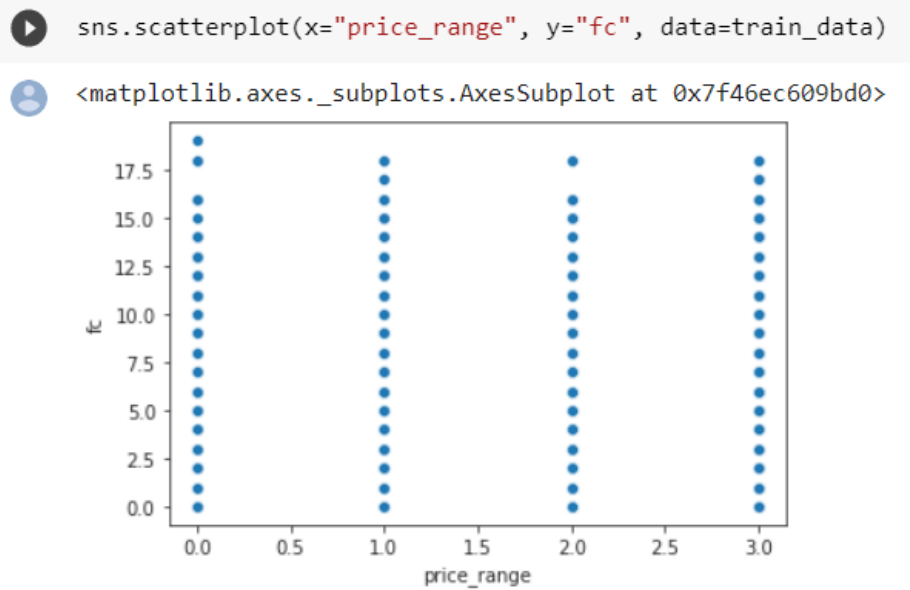 sns.scatterplot(x="price_range", y="fc", data=train_data)
<matplotlib.axes._subplots.AxesSubplot at 0x7f46ec609bd0>
17.5
15.0
12.5
10.0
7.5
5.0
2.5
0.0
fc
0.0 0.5 1.0 1.5 2.0 2.5 3.0
price_range